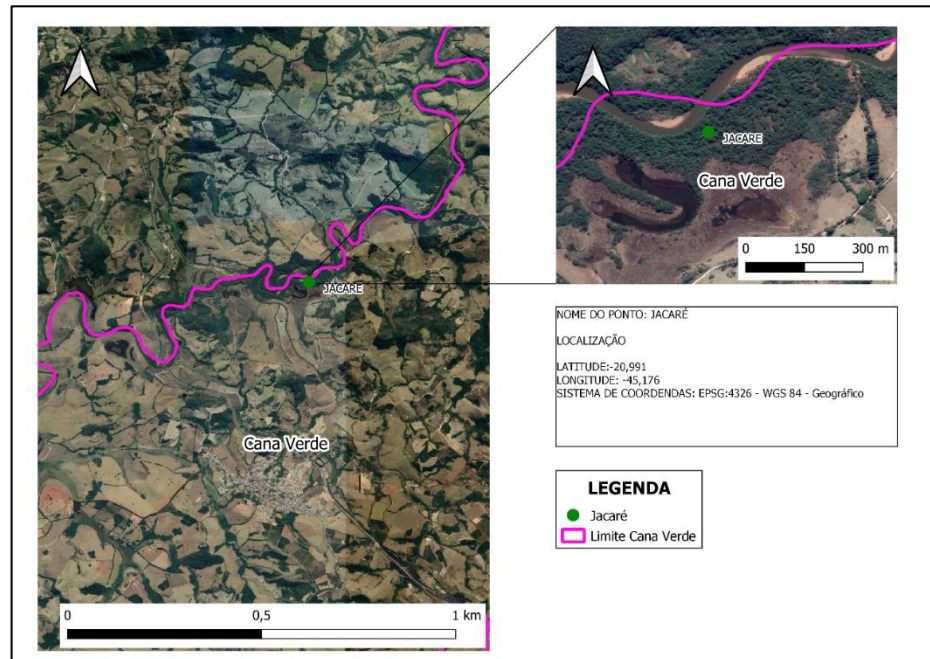 JACARE
Cana Verde
0 0,5 1 km
JACARE
Cana Verde
0 150 300 m
NOME DO PONTO: JACARÉ
LOCALIZAÇÃO
LATITUDE:-20,991
LONGITUDE: -45,176
SISTEMA DE COORDENDAS: EPSG:4326 - WGS 84 - Geográfico
LEGENDA
Jacaré
Limite Cana Verde